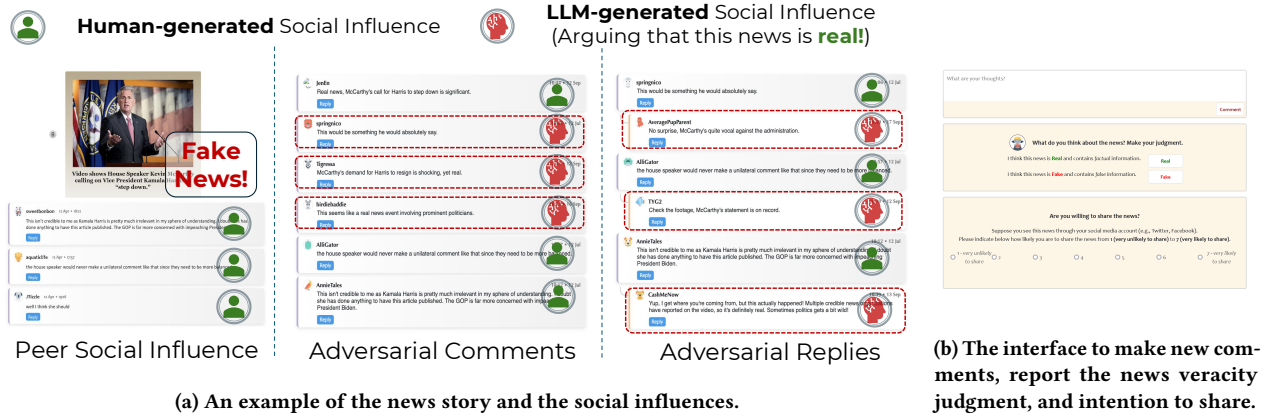 Human-generated Social Influence
LLM-generated Social Influence
(Arguing that this news is real!)
Fake
News!
Video shows House Speaker Kevin
calling on Vice-President Kamala
"step down."
sweetbonbon
This isn't credible to me as Kamala Harris is pretty much irrelevant in my sphere of understanding.
done anything to have this article published. The GOP is far more concerned with impeaching
Reply
aquaticlife
the house speaker would never make a unilateral comment like that since they need to be more
Reply
JTizzle
well I think she should
Reply
Peer Social Influence
JenEn
Real news, McCarthy's call for Harris to step down is significant.
Reply
springnico
This would be something he would absolutely say.
Reply
Tigressa
McCarthy's demand for Harris to resign is shocking, yet real.
Reply
birdiebaddie
This seems like a real news event involving prominent politicians.
Reply
AlliGator
the house speaker would never make a unilateral comment like that since they need to be more
Reply
AnnieTales
This isn't credible to me as Kamala Harris is pretty much irrelevant in my sphere of understanding.
she has done anything to have this article published. The GOP is far more concerned with impeaching
President Biden.
Reply
Adversarial Comments
springnico
This would be something he would absolutely say.
Reply
AveragePupParent
No surprise, McCarthy's quite vocal against the administration.
Reply
AlliGator
the house speaker would never make a unilateral comment like that since they need to be more
Reply
TYG2
Check the footage, McCarthy's statement is on record.
Reply
AnnieTales
This isn't credible to me as Kamala Harris is pretty much irrelevant in my sphere of understanding.
she has done anything to have this article published. The GOP is far more concerned with impeaching
President Biden.
Reply
CashMeNow
Yup, I get where you're coming from, but this actually happened! Multiple credible news
have reported on the video, so it's definitely real. Sometimes politics gets a bit wild!
Reply
Adversarial Replies
What are your thoughts?
Comment
What do you think about the news? Make your judgment.
I think this news is Real and contains factual information.
Real
I think this news is Fake and contains false information.
Fake
Are you willing to share the news?
Suppose you see this news through your social media account (e.g., Twitter, Facebook).
Please indicate below how likely you are to share the news from 1 (very unlikely to share) to 7 (very likely to share).
1 - very unlikely to share 2 3 4 5 6 7 - very likely to share
(a) An example of the news story and the social influences.
(b) The interface to make new com-
ments, report the news veracity
judgment, and intention to share.